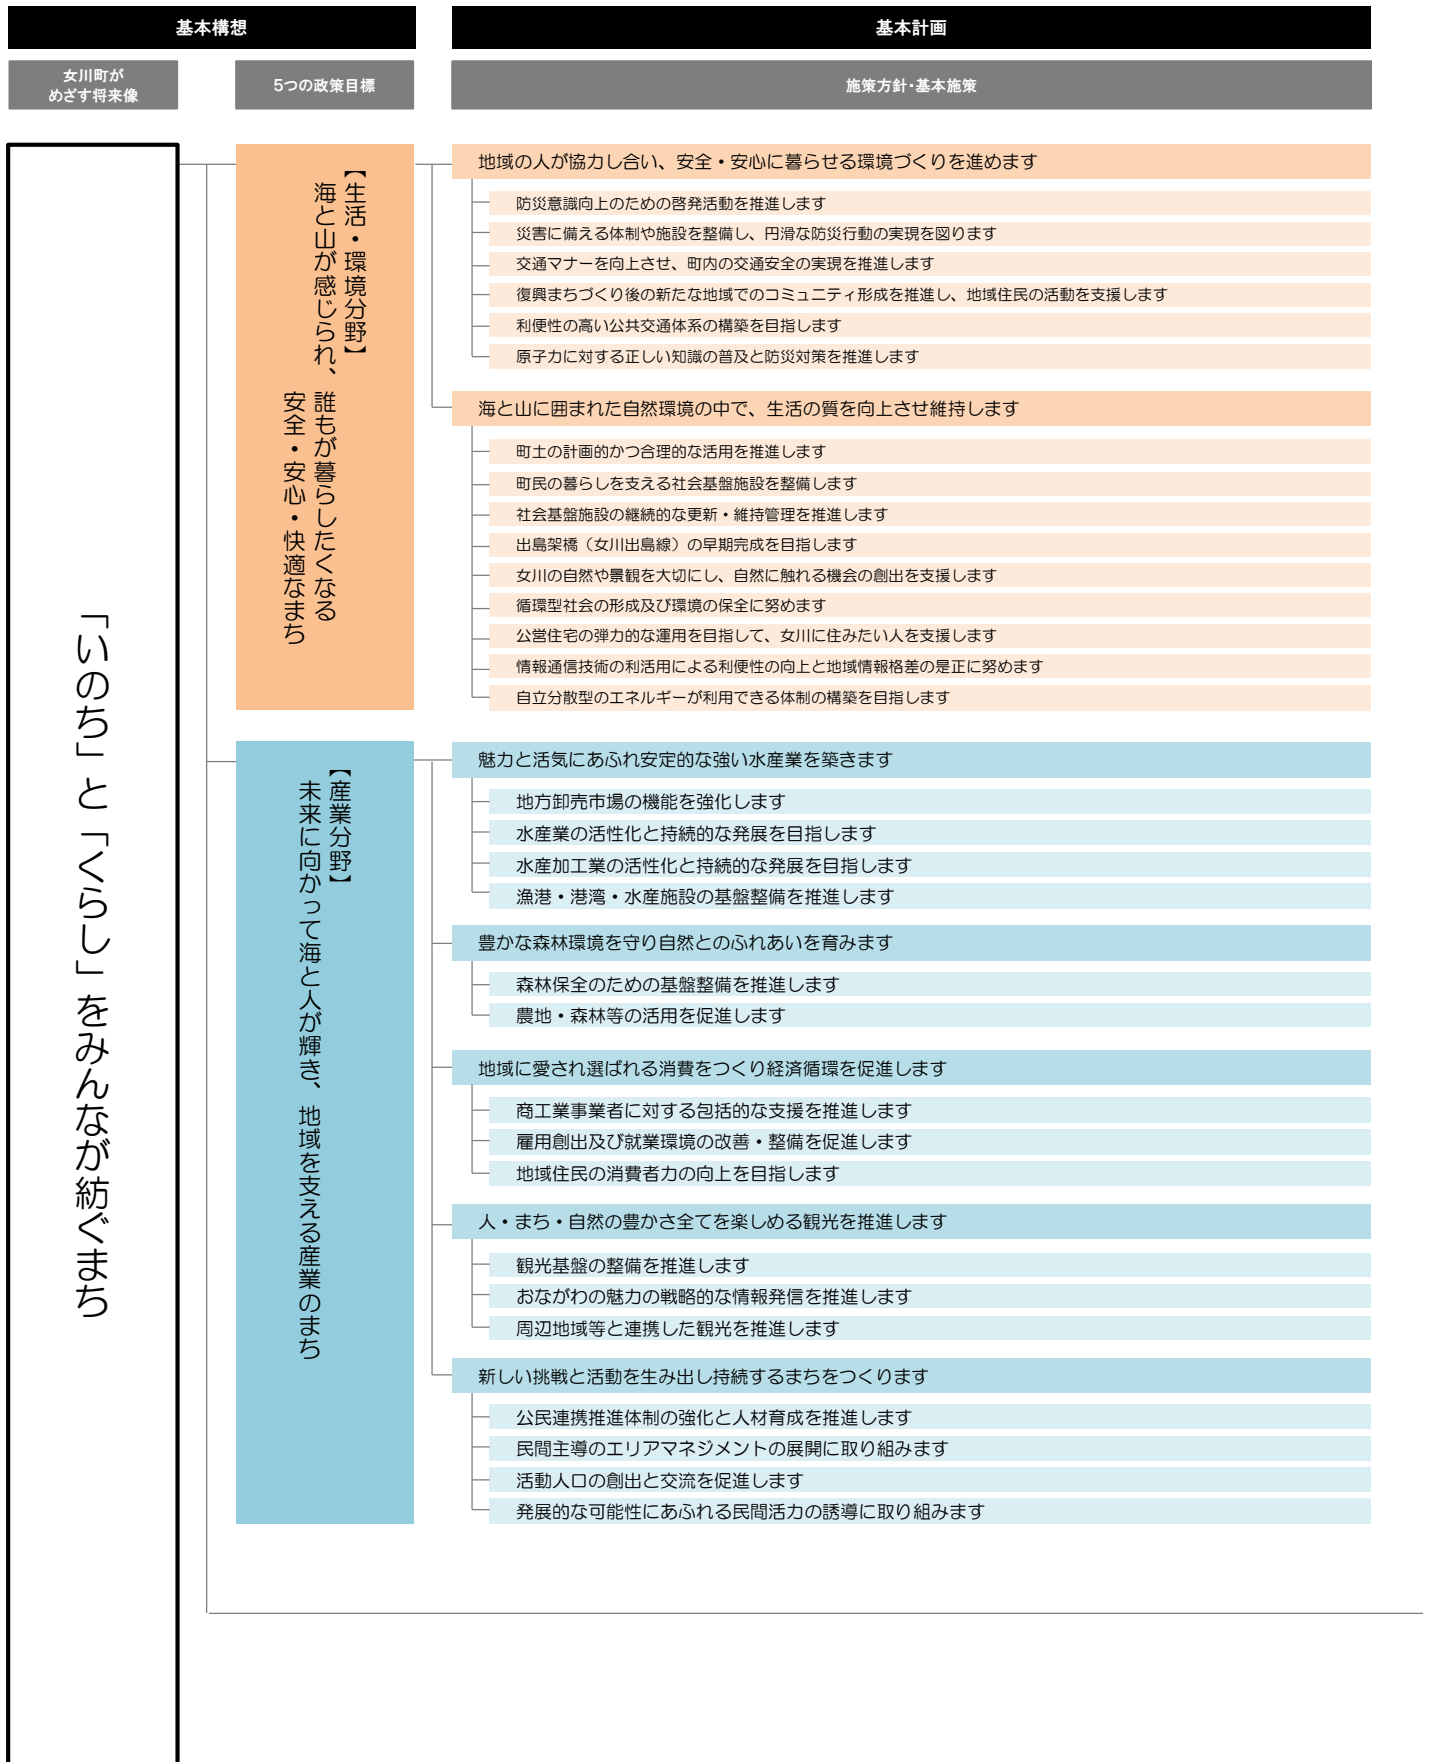 基本構想
基本計画
女川町が
めざす将来像
5つの政策目標
施策方針・基本施策
「いのち」と「くらし」をみんなが紡ぐまち
【生活・環境分野】
海と山が感じられ、誰もが暮らしたくなる
安全・安心・快適なまち
地域の人が協力し合い、安全・安心に暮らせる環境づくりを進めます
防災意識向上のための啓発活動を推進します
災害に備える体制や施設を整備し、円滑な防災行動の実現を図ります
交通マナーを向上させ、町内の交通安全の実現を推進します
復興まちづくり後の新たな地域でのコミュニティ形成を推進し、地域住民の活動を支援します
利便性の高い公共交通体系の構築を目指します
原子力に対する正しい知識の普及と防災対策を推進します
海と山に囲まれた自然環境の中で、生活の質を向上させ維持します
町土の計画的かつ合理的な活用を推進します
町民の暮らしを支える社会基盤施設を整備します
社会基盤施設の継続的な更新・維持管理を推進します
出島架橋（女川出島線）の早期完成を目指します
女川の自然や景観を大切にし、自然に触れる機会の創出を支援します
循環型社会の形成及び環境の保全に努めます
公営住宅の弾力的な運用を目指して、女川に住みたい人を支援します
情報通信技術の利活用による利便性の向上と地域情報格差の是正に努めます
自立分散型のエネルギーが利用できる体制の構築を目指します
【産業分野】
未来に向かって海と人が輝き、地域を支える産業のまち
魅力と活気にあふれ安定的な強い水産業を築きます
地方卸売市場の機能を強化します
水産業の活性化と持続的な発展を目指します
水産加工業の活性化と持続的な発展を目指します
漁港・港湾・水産施設の基盤整備を推進します
豊かな森林環境を守り自然とのふれあいを育みます
森林保全のための基盤整備を推進します
農地・森林等の活用を促進します
地域に愛され選ばれる消費をつくり経済循環を促進します
商工業事業者に対する包括的な支援を推進します
雇用創出及び就業環境の改善・整備を促進します
地域住民の消費者力の向上を目指します
人・まち・自然の豊かさ全てを楽しめる観光を推進します
観光基盤の整備を推進します
おながわの魅力の戦略的な情報発信を推進します
周辺地域等と連携した観光を推進します
新しい挑戦と活動を生み出し持続するまちをつくります
公民連携推進体制の強化と人材育成を推進します
民間主導のエリアマネジメントの展開に取り組みます
活動人口の創出と交流を促進します
発展的な可能性にあふれる民間活力の誘導に取り組みます